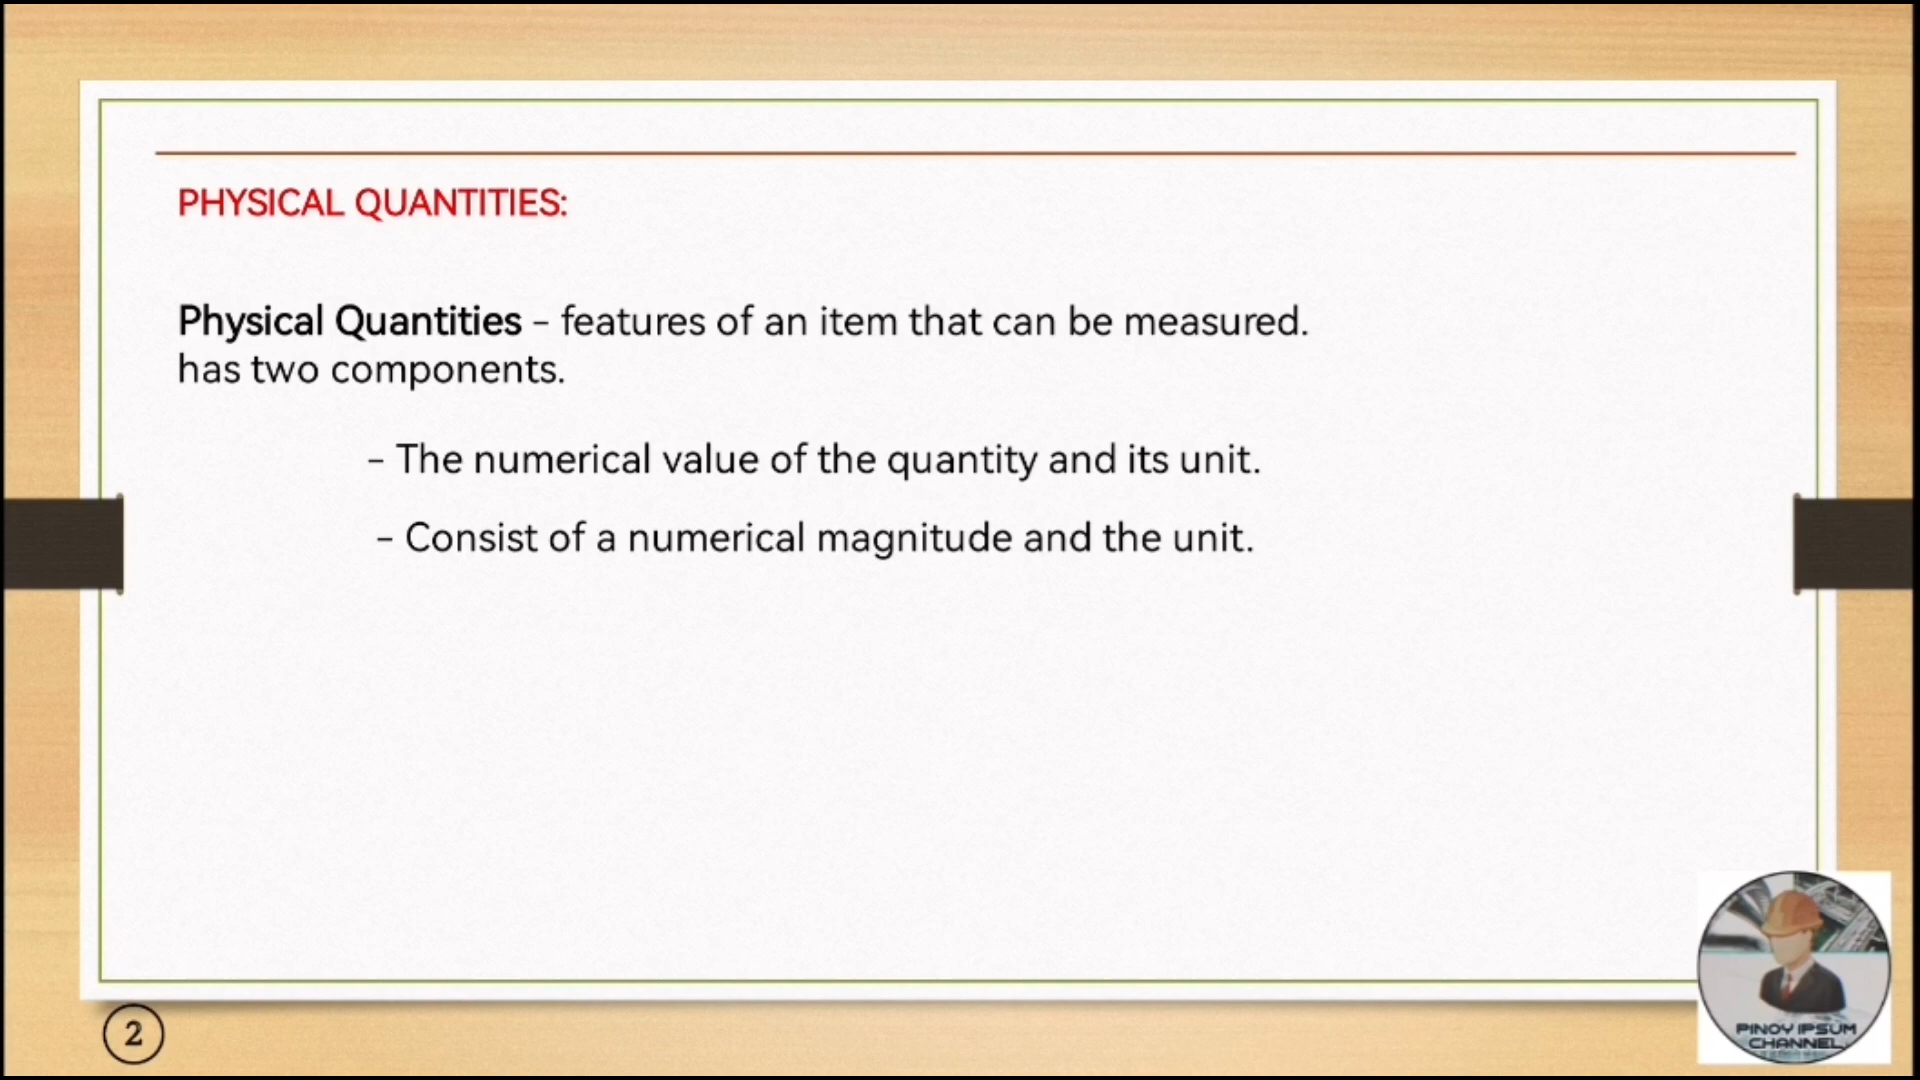 PHYSICAL QUANTITIES:
Physical Quantities – features of an item that can be measured.
has two components.
– The numerical value of the quantity and its unit.
– Consist of a numerical magnitude and the unit.
2
PINOY IPSUM
CHANNEL